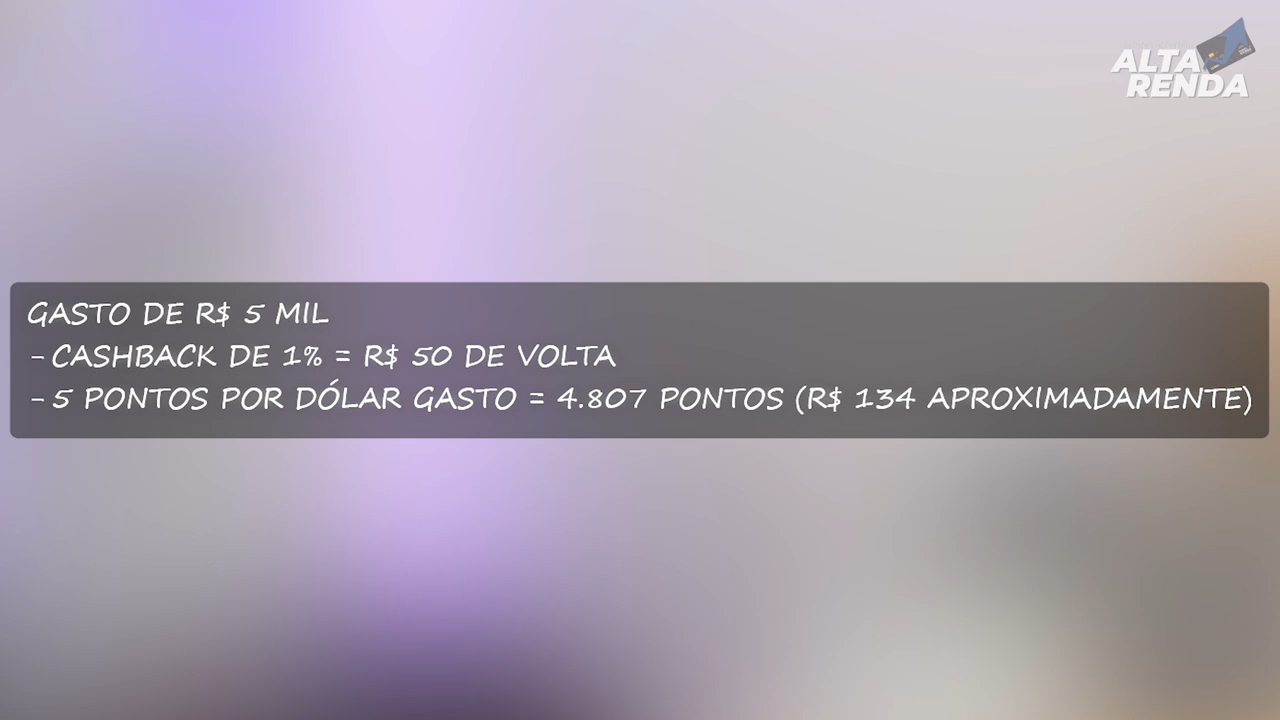 ALTA
RENDA
GASTO DE R$ 5 MIL
- CASHBACK DE 1% = R$ 50 DE VOLTA
- 5 PONTOS POR DÓLAR GASTO = 4.807 PONTOS (R$ 134 APROXIMADAMENTE)